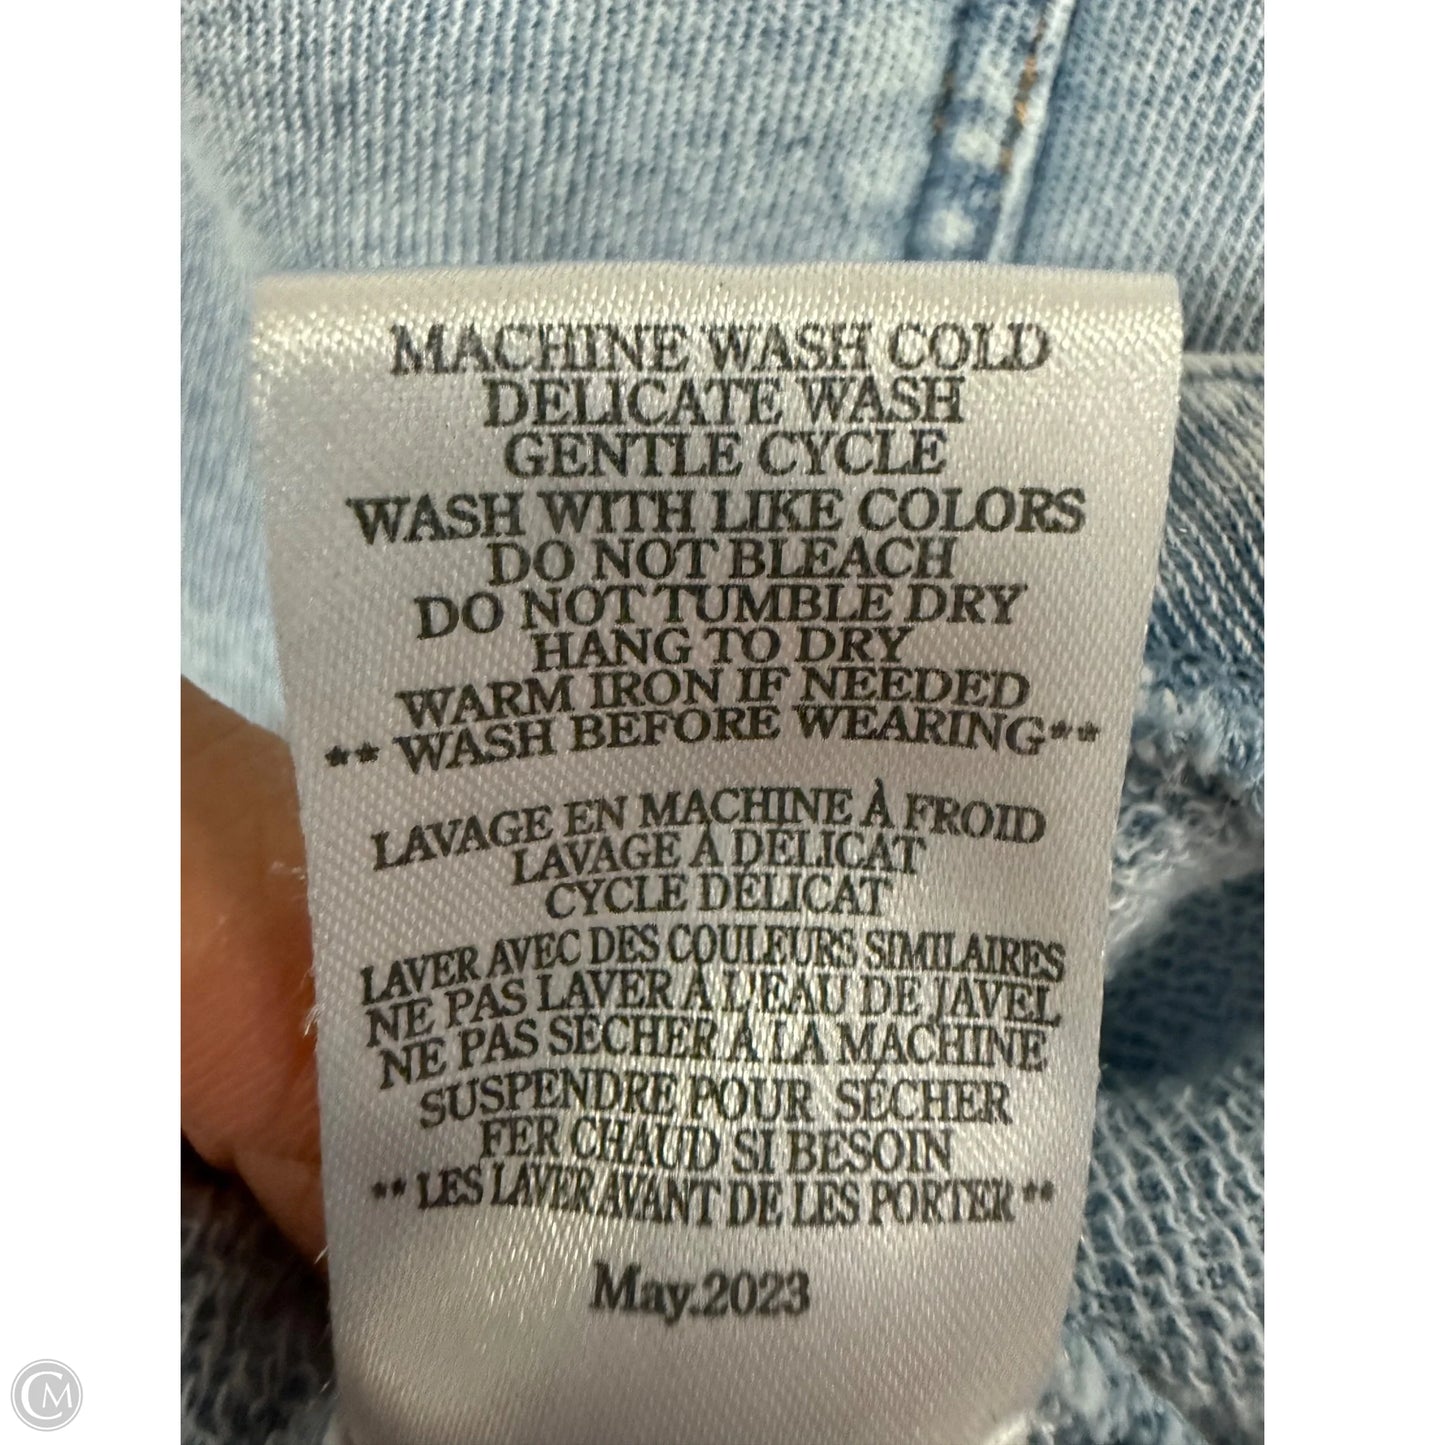 MACHINE WASH COLD
DELICATE WASH
GENTLE CYCLE
WASH WITH LIKE COLORS
DO NOT BLEACH
DO NOT TUMBLE DRY
HANG TO DRY
WARM IRON IF NEEDED
** WASH BEFORE WEARING**
LAVAGE EN MACHINE À FROID
LAVAGE A DÉLICAT
CYCLE DÉLICAT
LAVER AVEC DES COULEURS SIMILAIRES
NE PAS LAVER À L'EAU DE JAVEL
NE PAS SÉCHER À LA MACHINE
SUSPENDRE POUR SÉCHER
FER CHAUD SI BESOIN
** LES LAVER AVANT DE LES PORTER **
May.2023
CM